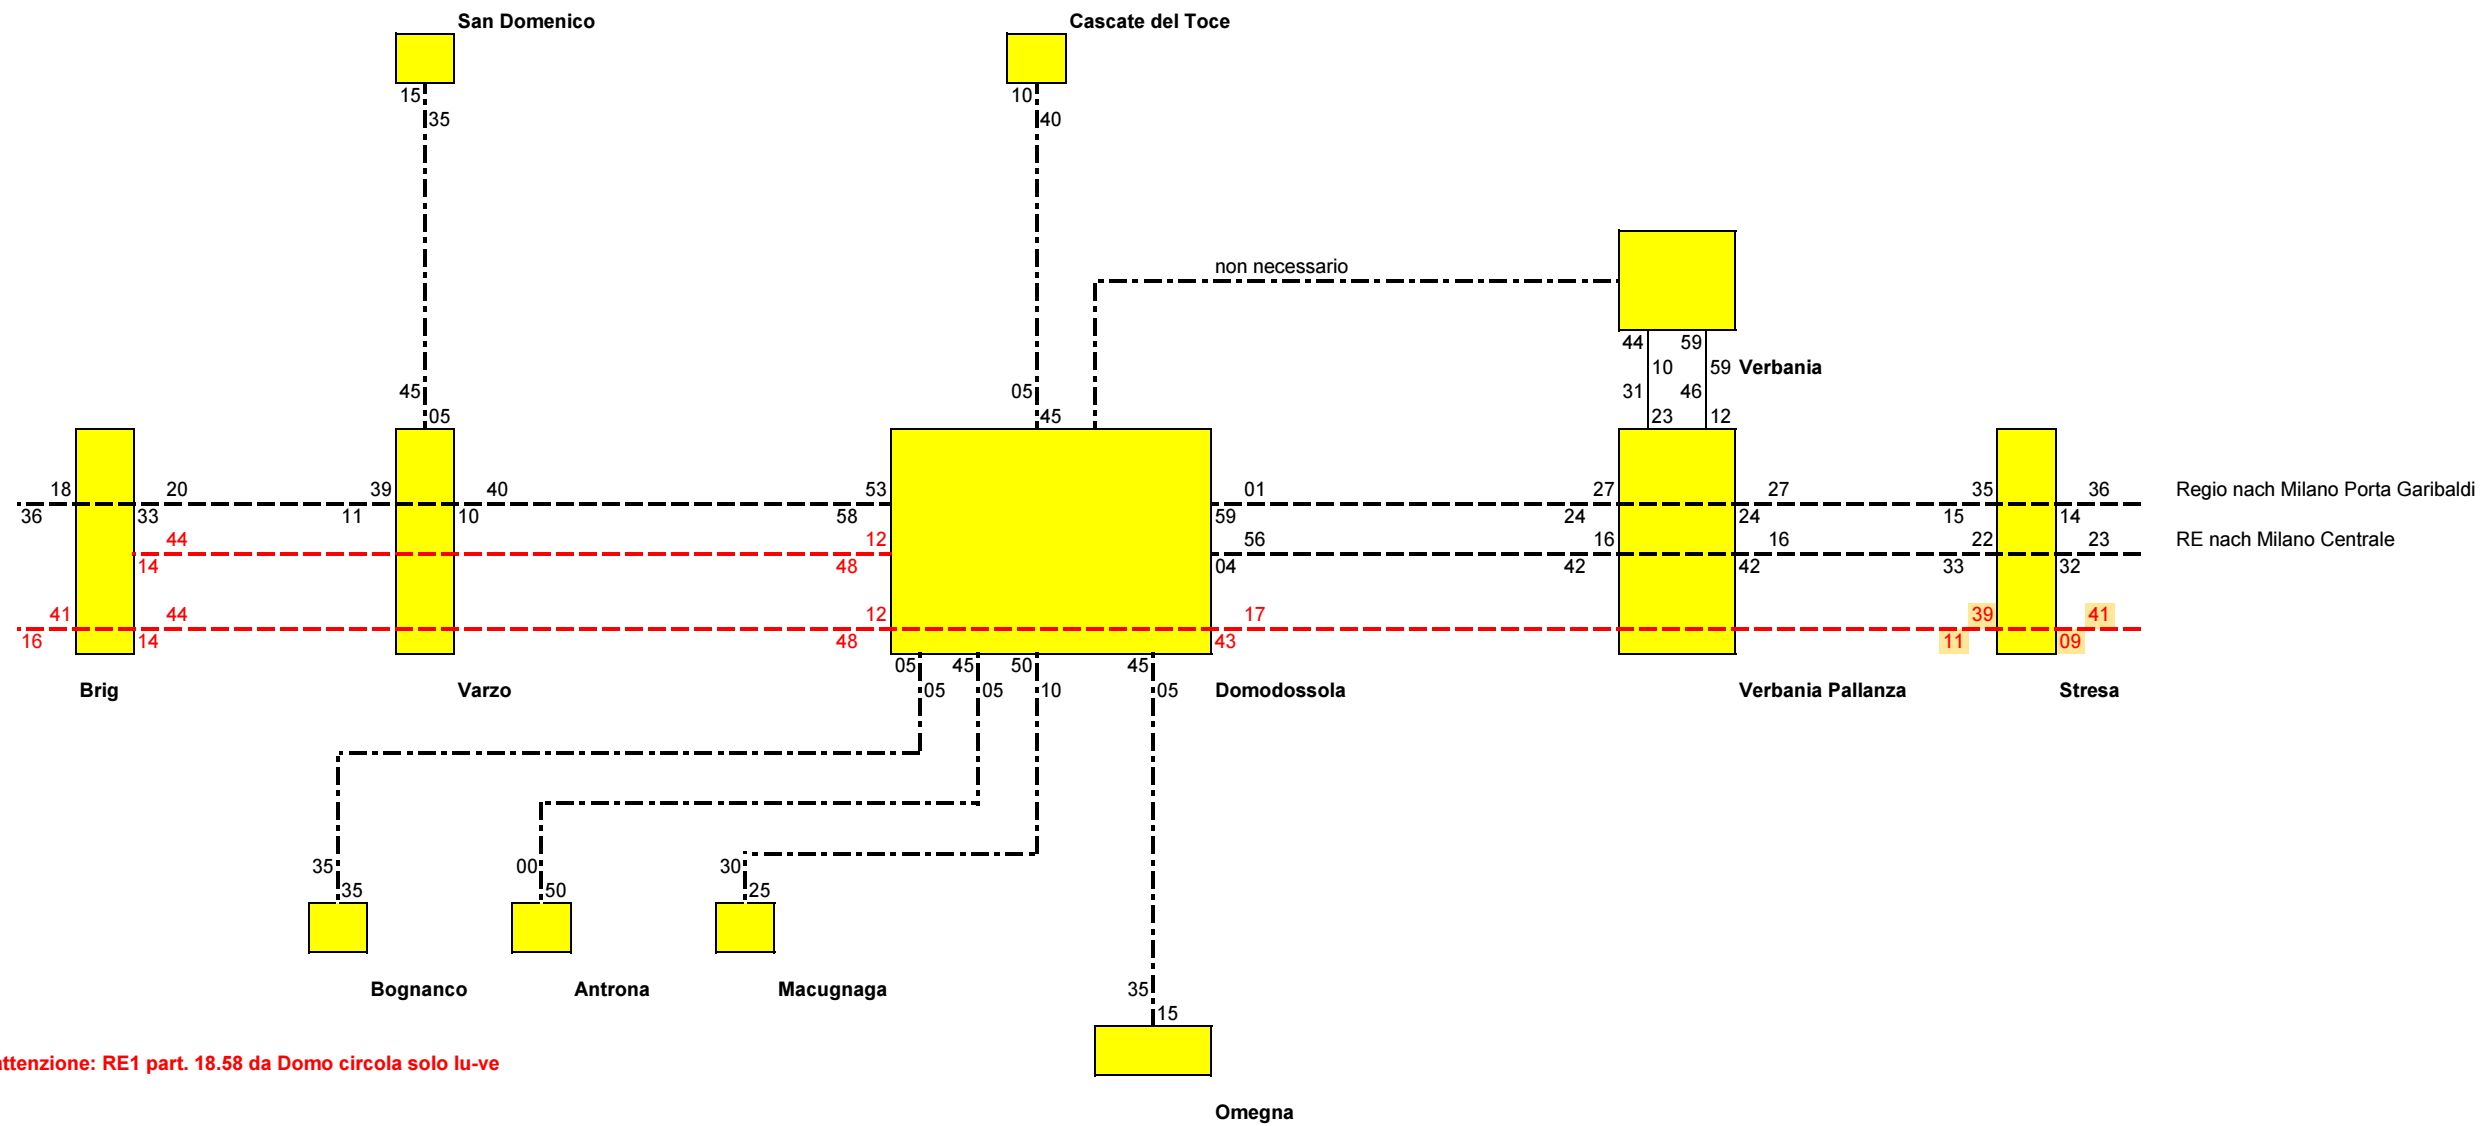 San Domenico Cascate del Toce
15 10
35 40
non necessario
44 59
10 59 Verbania
45 05 31 46
05 45 23 12
18 20 39 40 53 01 27 27 35 36 Regio nach Milano Porta Garibaldi
36 33 11 10 58 59 24 24 15 14
44 12 56 16 16 22 23 RE nach Milano Centrale
14 48 04 42 42 33 32
41 44 12 17 39 41
16 14 48 43 11 09
05 45 50 45
Brig Varzo 05 05 10 05 Domodossola Verbania Pallanza Stresa
35 00 30
35 50 25
Bognanco Antrona Macugnaga 35
15
ttenzione: RE1 part. 18.58 da Domo circola solo lu-ve
Omegna